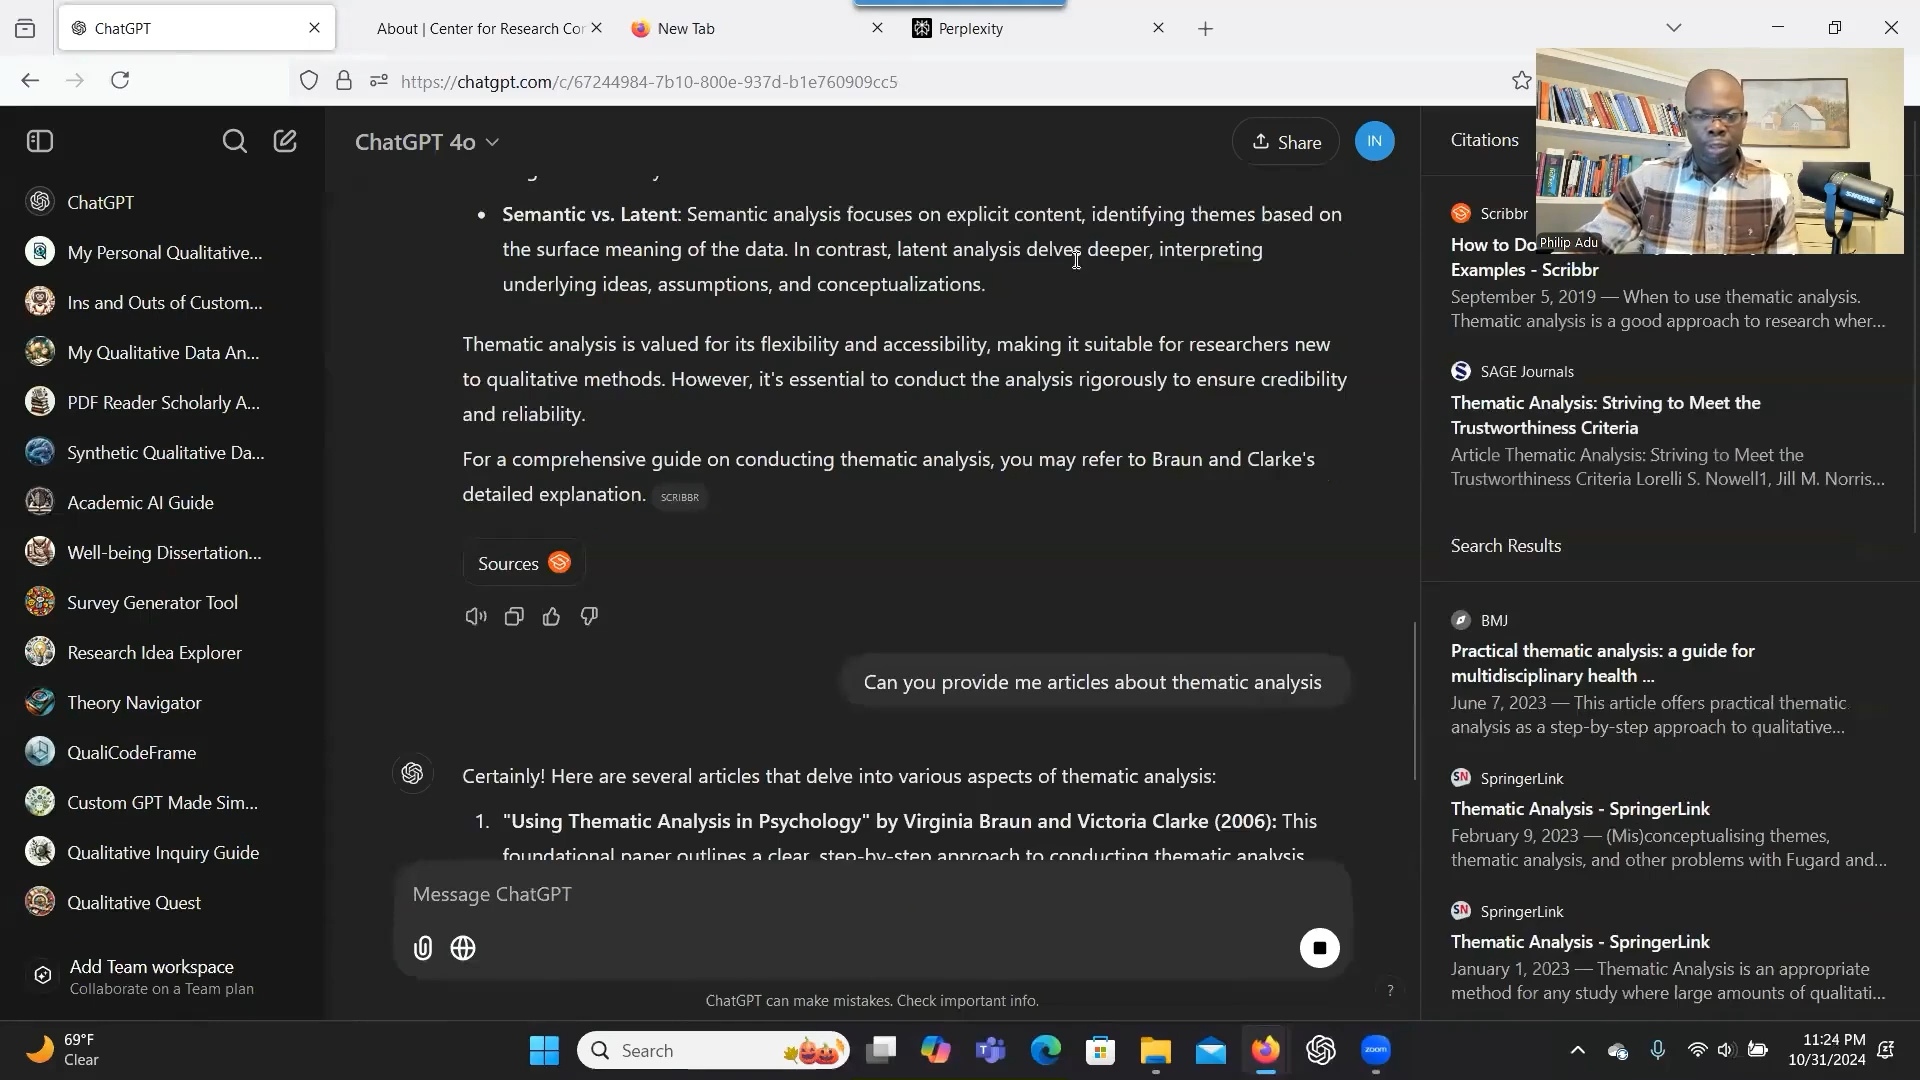 ChatGPT
About | Center for Research Cor
New Tab
Perplexity
https://chatgpt.com/c/67244984-7b10-800e-937d-b1e760909cc5
ChatGPT
My Personal Qualitative...
Ins and Outs of Custom...
My Qualitative Data An...
PDF Reader Scholarly A...
Synthetic Qualitative Da...
Academic AI Guide
Well-being Dissertation...
Survey Generator Tool
Research Idea Explorer
Theory Navigator
QualiCodeFrame
Custom GPT Made Sim...
Qualitative Inquiry Guide
Qualitative Quest
Add Team workspace
Collaborate on a Team plan
ChatGPT 4o
Share
IN
• Semantic vs. Latent: Semantic analysis focuses on explicit content, identifying themes based on
the surface meaning of the data. In contrast, latent analysis delves deeper, interpreting
underlying ideas, assumptions, and conceptualizations.
Thematic analysis is valued for its flexibility and accessibility, making it suitable for researchers new
to qualitative methods. However, it's essential to conduct the analysis rigorously to ensure credibility
and reliability.
For a comprehensive guide on conducting thematic analysis, you may refer to Braun and Clarke's
detailed explanation. SCRIBBR
Sources
Can you provide me articles about thematic analysis
Certainly! Here are several articles that delve into various aspects of thematic analysis:
1. "Using Thematic Analysis in Psychology" by Virginia Braun and Victoria Clarke (2006): This
foundational paper outlines a clear, step-by-step approach to conducting thematic analysis
Message ChatGPT
ChatGPT can make mistakes. Check important info.
?
Citations
Scribbr
How to Do
Examples - Scribbr
September 5, 2019 — When to use thematic analysis.
Thematic analysis is a good approach to research wher...
SAGE Journals
Thematic Analysis: Striving to Meet the
Trustworthiness Criteria
Article Thematic Analysis: Striving to Meet the
Trustworthiness Criteria Lorelli S. Nowell1, Jill M. Norris...
Search Results
BMJ
Practical thematic analysis: a guide for
multidisciplinary health ...
June 7, 2023 — This article offers practical thematic
analysis as a step-by-step approach to qualitative...
SN SpringerLink
Thematic Analysis - SpringerLink
February 9, 2023 — (Mis)conceptualising themes,
thematic analysis, and other problems with Fugard and...
SN SpringerLink
Thematic Analysis - SpringerLink
January 1, 2023 — Thematic Analysis is an appropriate
method for any study where large amounts of qualitati...
Philip Adu
SHURE
69°F
Clear
Search
zoom
11:24 PM
10/31/2024